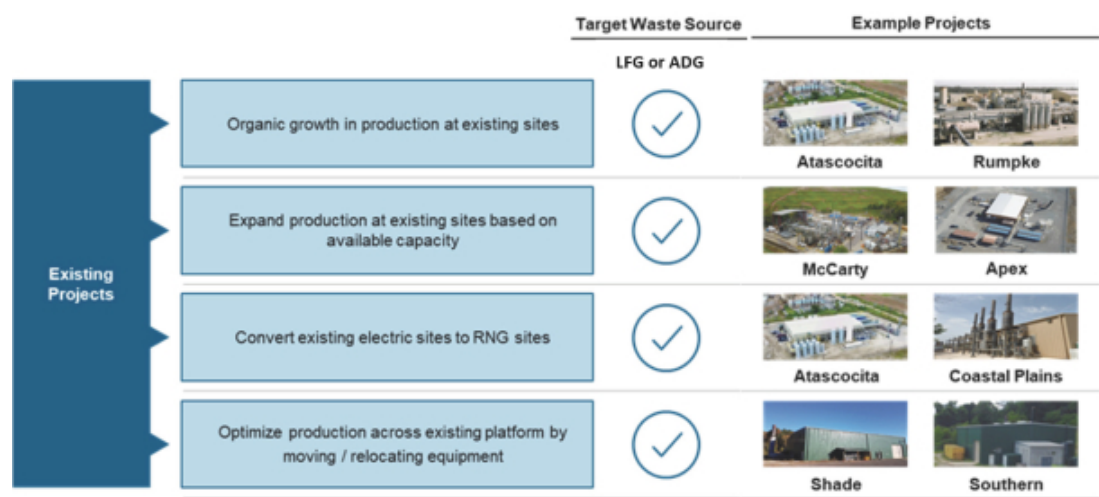 Target Waste Source
Example Projects
LFG or ADG
Existing
Projects
Organic growth in production at existing sites
Atascocita
Rumpke
Expand production at existing sites based on
available capacity
McCarty
Apex
Convert existing electric sites to RNG sites
Atascocita
Coastal Plains
Optimize production across existing platform by
moving / relocating equipment
Shade
Southern